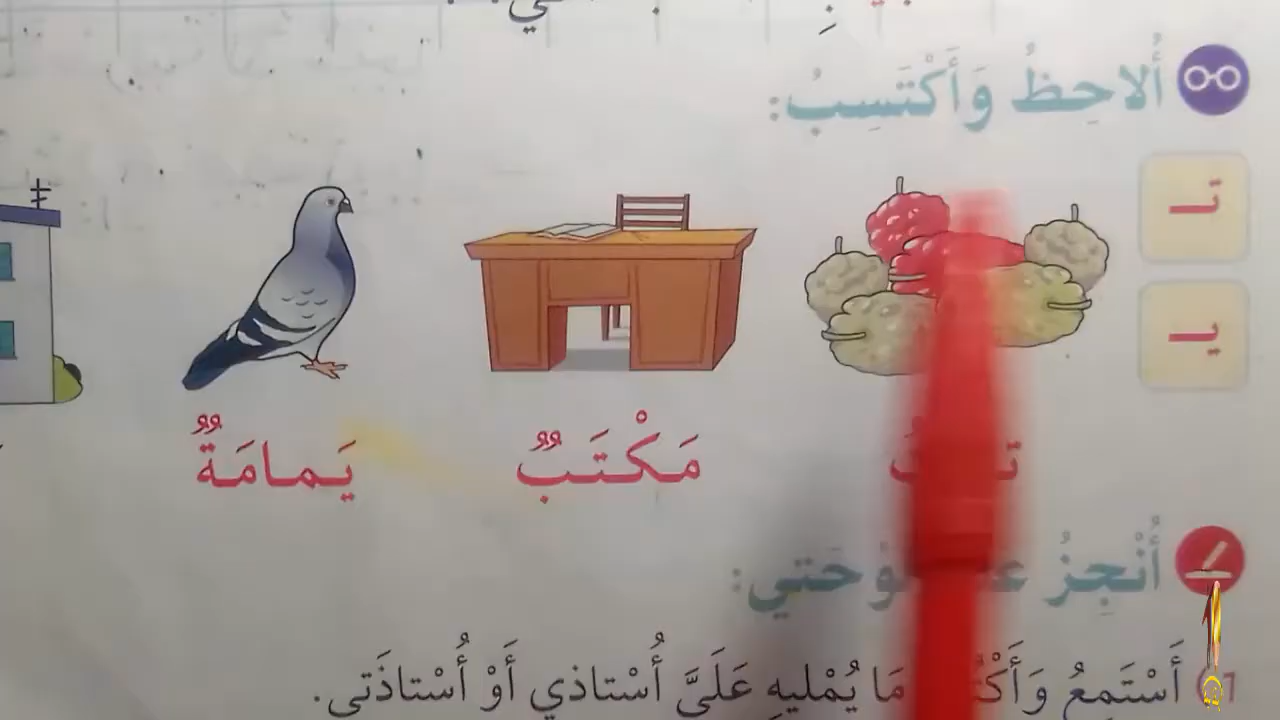 أُلاحِظُ وَأَكْتَسِبُ:
تـ
يـ
مَكْتَبٌ
يَمامَةٌ
أُنْجِزُ
أَسْتَمِعُ مَا يُمْليهِ عَلَيَّ أُسْتاذي أَوْ أُسْتاذَتي.